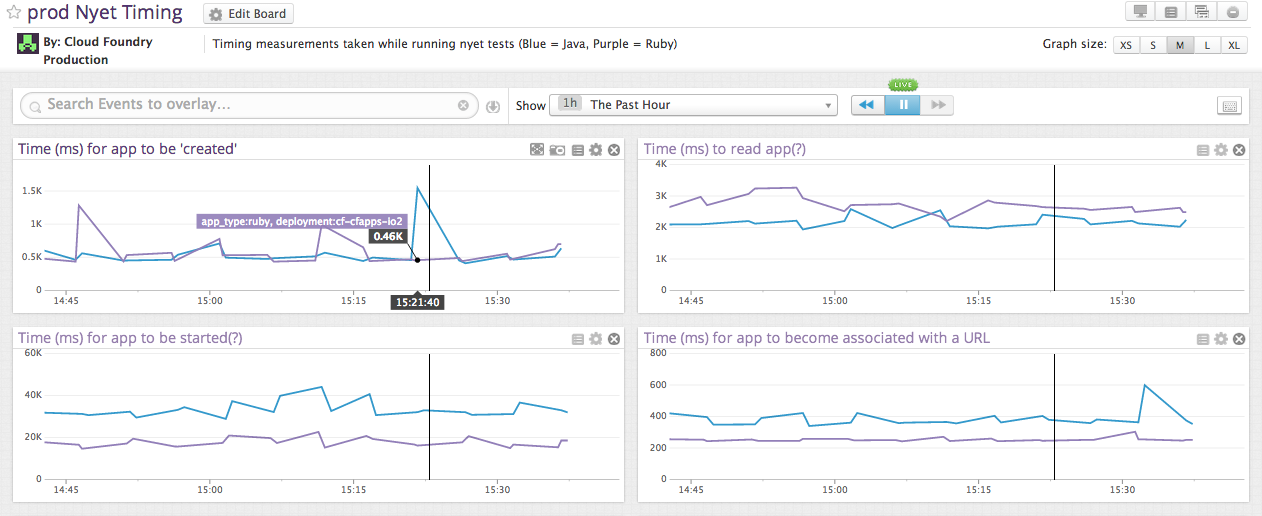 prod Nyet Timing
Edit Board
By: Cloud Foundry
Production
Timing measurements taken while running nyet tests (Blue = Java, Purple = Ruby)
Graph size: XS S M L XL
LIVE
Search Events to overlay...
Show 1h The Past Hour
Time (ms) for app to be 'created'
1.5K
1K
0.5K
0
app_type:ruby, deployment:cf-cfapps-io2
0.46K
14:45 15:00 15:15 15:21:40 15:30
Time (ms) to read app(?)
4K
3K
2K
1K
0
14:45 15:00 15:15 15:30
Time (ms) for app to be started(?)
60K
40K
20K
0
14:45 15:00 15:15 15:30
Time (ms) for app to become associated with a URL
800
600
400
200
0
14:45 15:00 15:15 15:30